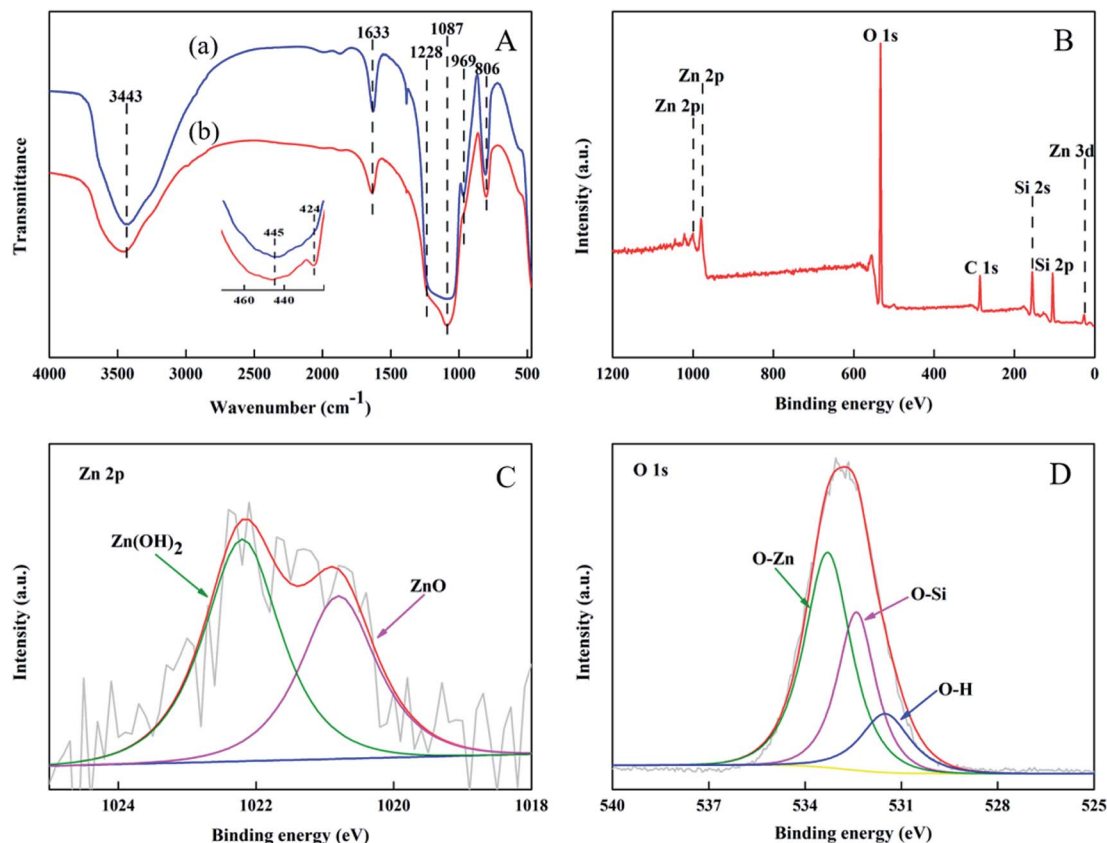 A
(a)
(b)
3443
1633
1228
1087
969
806
445
424
460
440
Transmittance
4000
3500
3000
2500
2000
1500
1000
500
Wavenumber (cm-1)
B
O 1s
Zn 2p
Zn 2p
Zn 3d
Si 2s
C 1s
Si 2p
Intensity (a.u.)
1200
1000
800
600
400
200
0
Binding energy (eV)
Zn 2p
C
Zn(OH)2
ZnO
Intensity (a.u.)
1024
1022
1020
1018
Binding energy (eV)
O 1s
D
O-Zn
O-Si
O-H
Intensity (a.u.)
540
537
534
531
528
525
Binding energy (eV)